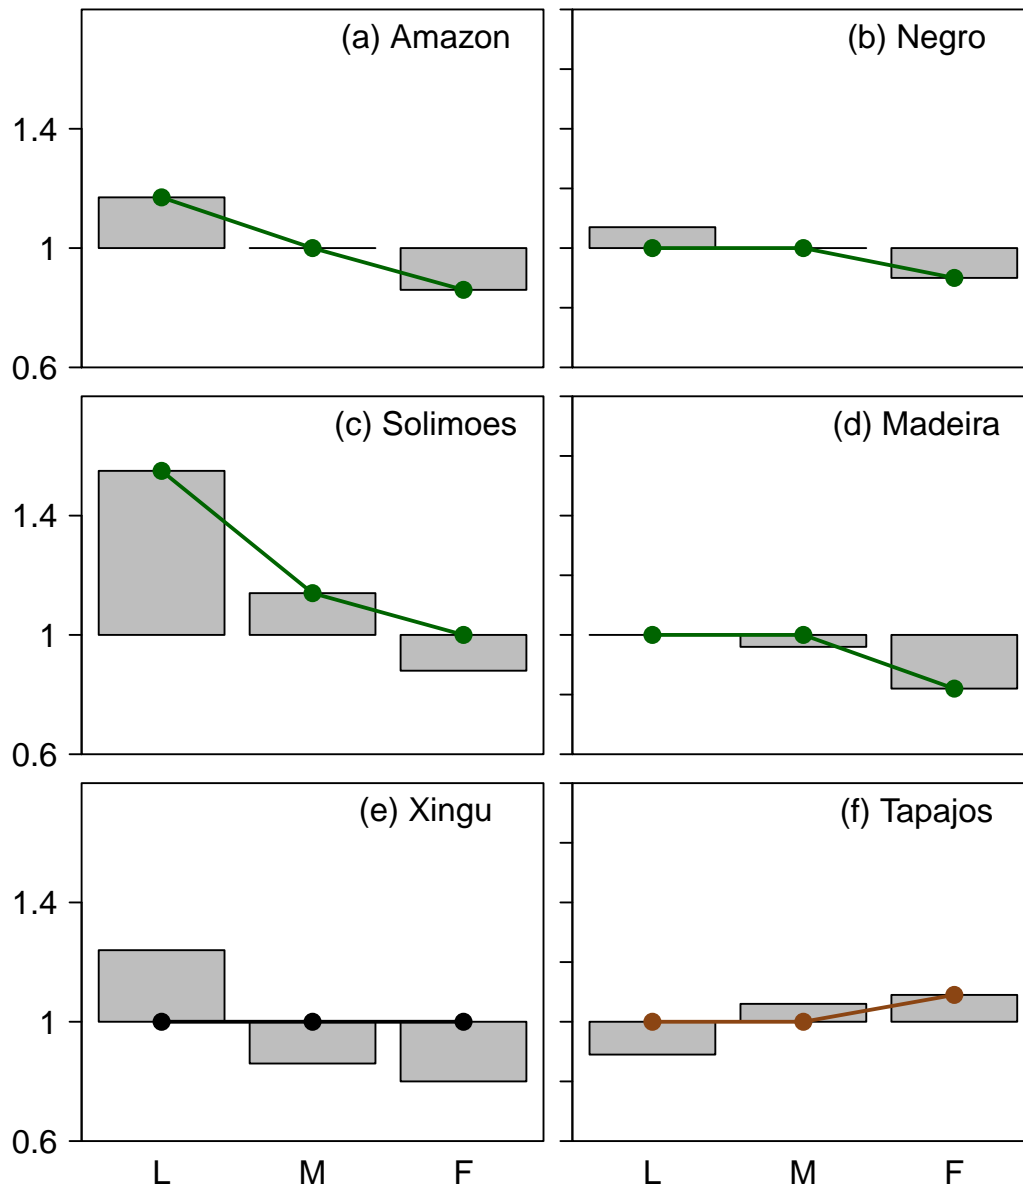 (a) Amazon
(b) Negro
1.4
1
0.6
(c) Solimoes
(d) Madeira
1.4
1
0.6
(e) Xingu
(f) Tapajos
1.4
1
0.6
L M F L M F